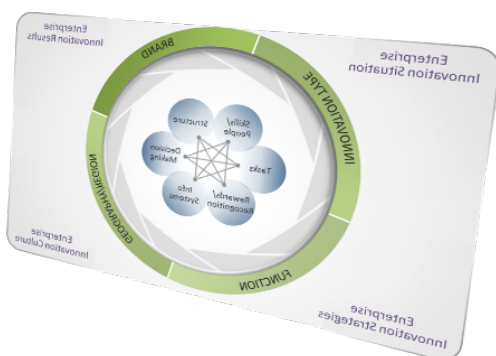 Enterprise
Innovation Results
Enterprise
Innovation Situation
BRAND
INNOVATION TYPE
Structure
Skills/
People
Decision
Making
Tasks
Info
Systems
Rewards/
Recognition
GEOGRAPHY/REGION
FUNCTION
Enterprise
Innovation Culture
Enterprise
Innovation Strategies